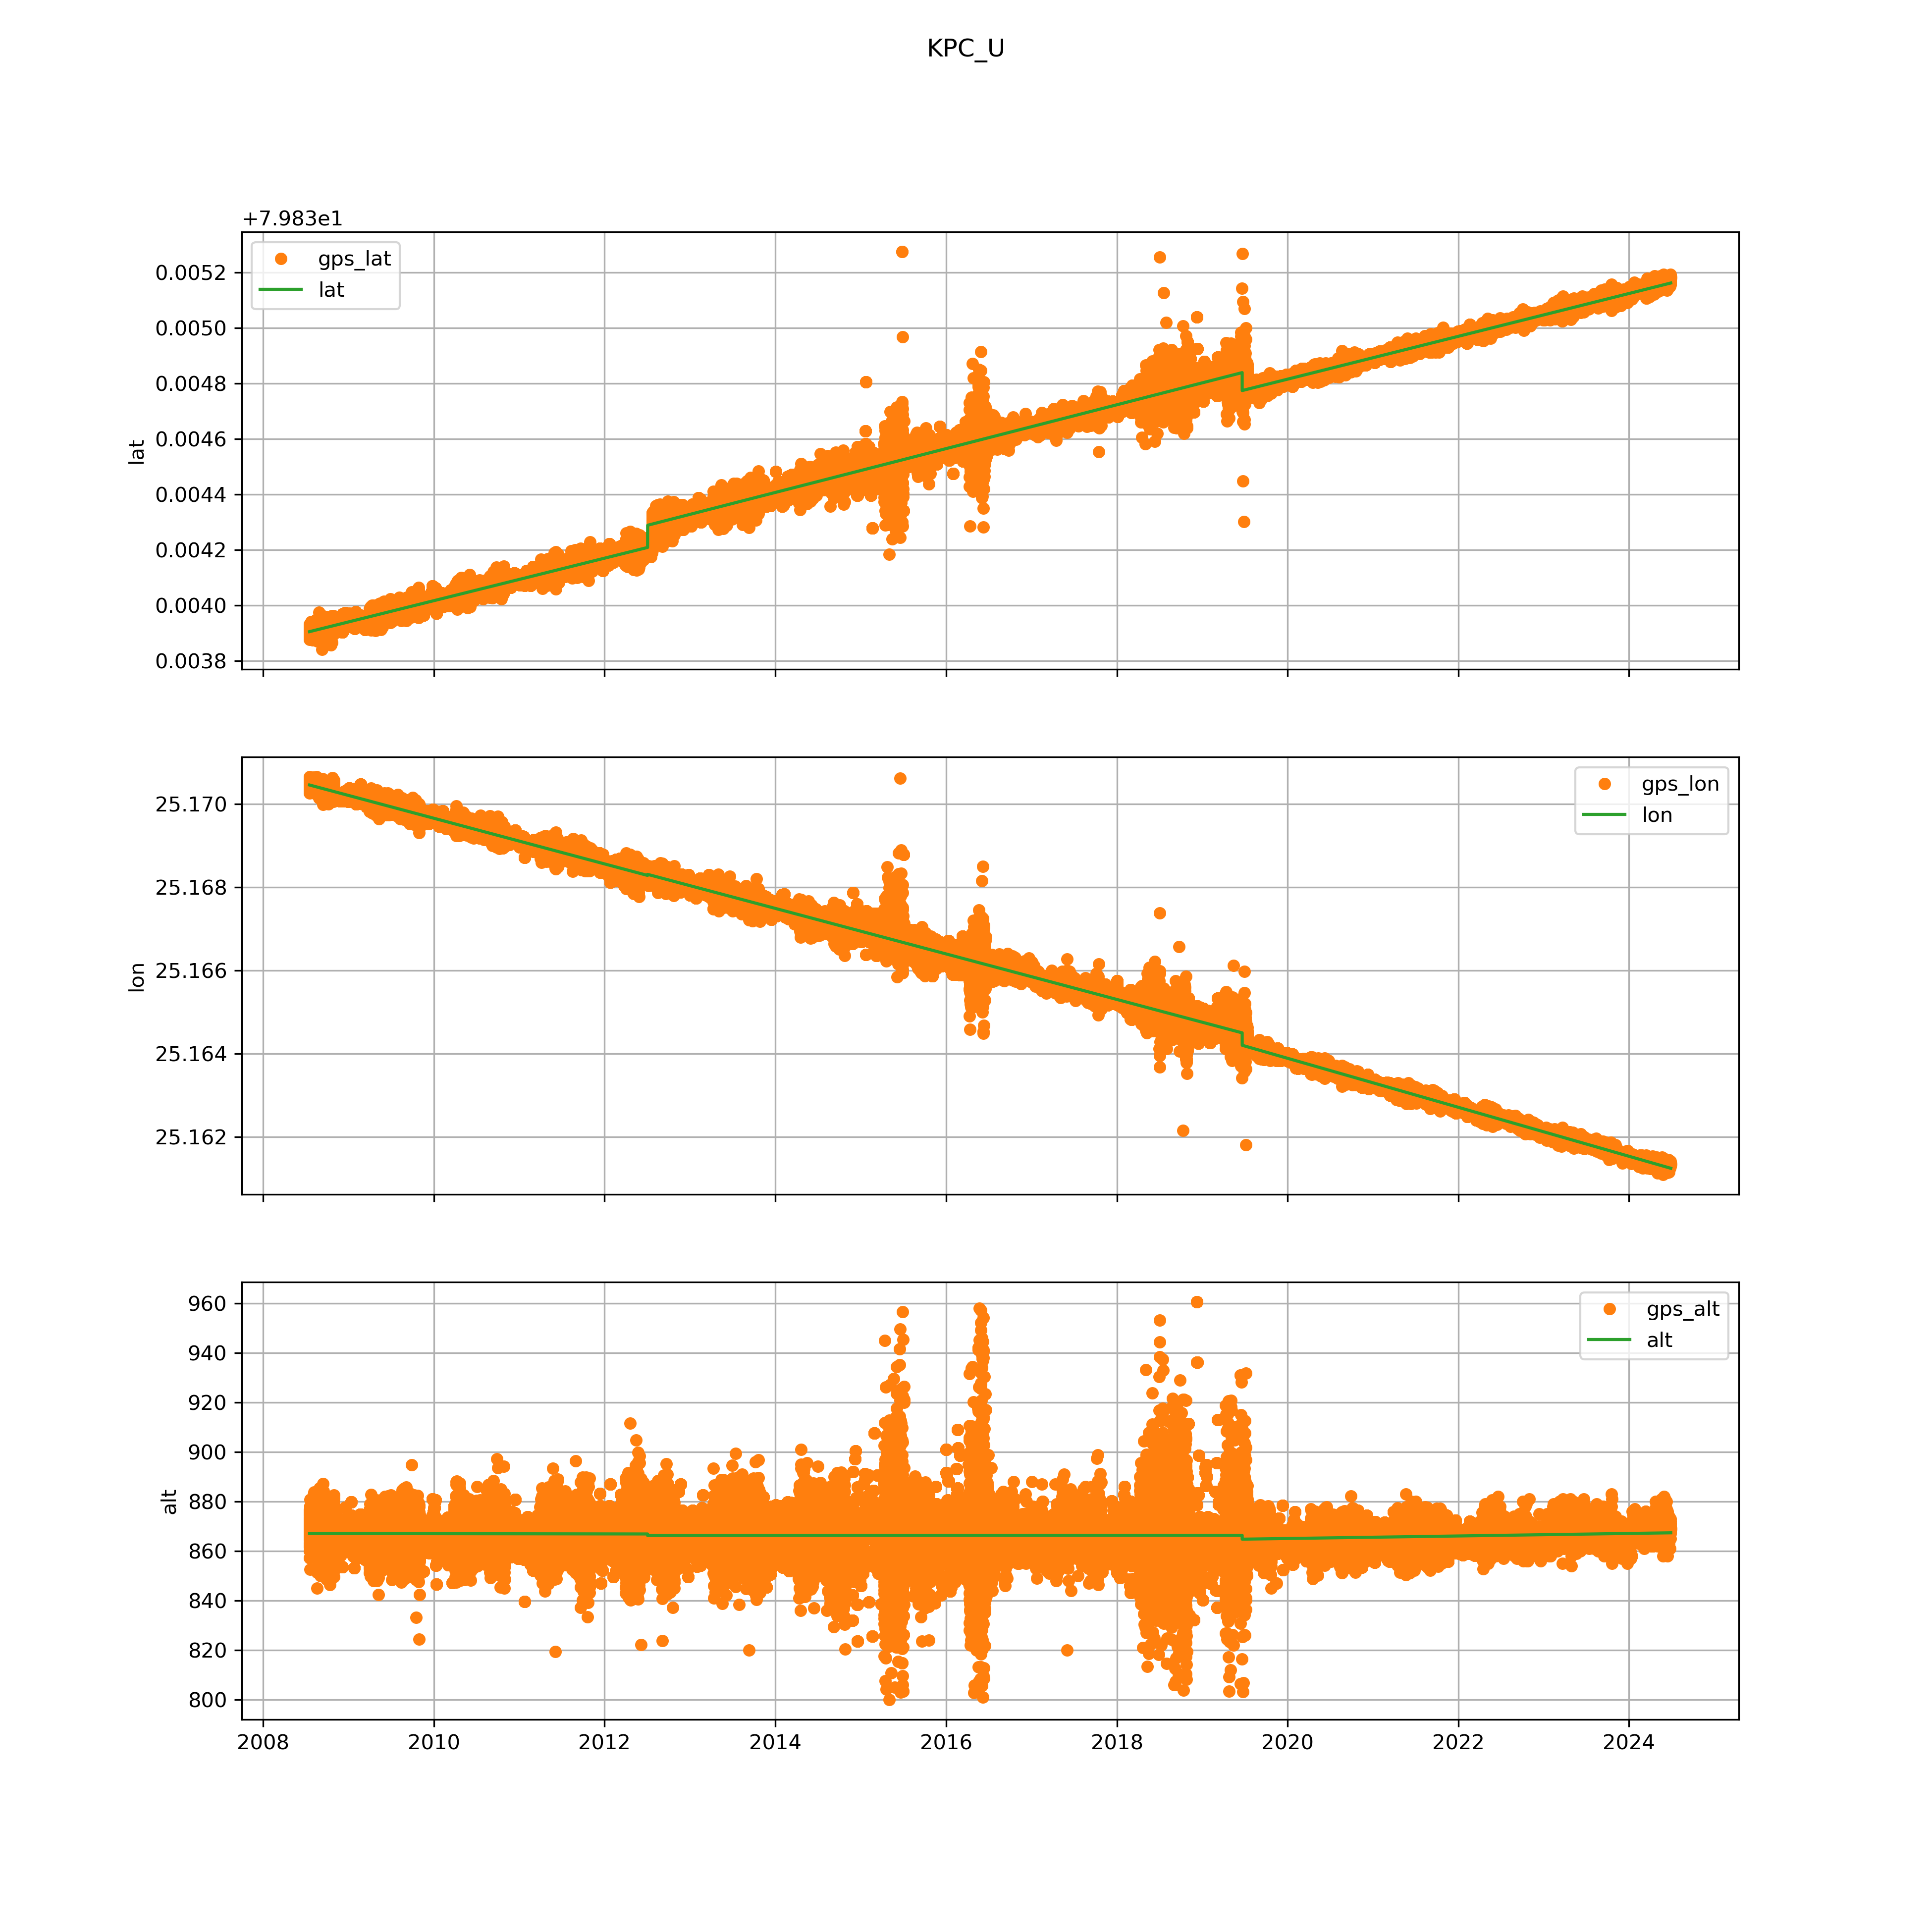 KPC_U
+7.983e1
gps_lat
lat
0.0052
0.0050
0.0048
0.0046
0.0044
0.0042
0.0040
0.0038
lat
gps_lon
lon
25.170
25.168
25.166
25.164
25.162
lon
gps_alt
alt
960
940
920
900
880
860
840
820
800
alt
2008 2010 2012 2014 2016 2018 2020 2022 2024